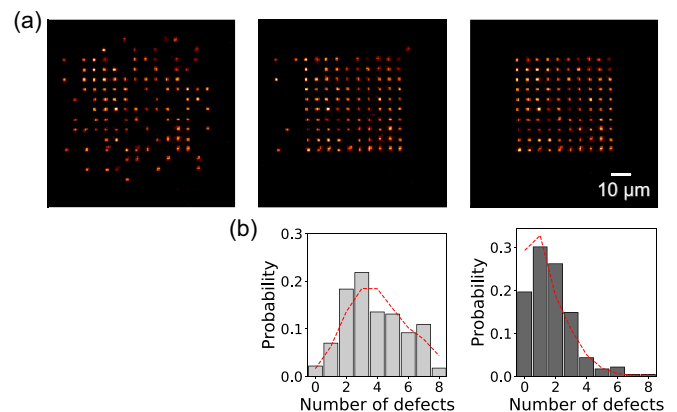 (a)
10 µm
(b)
0.3
0.2
0.1
0.0
Probability
0 2 4 6 8
Number of defects
0.3
0.2
0.1
0.0
Probability
0 2 4 6 8
Number of defects